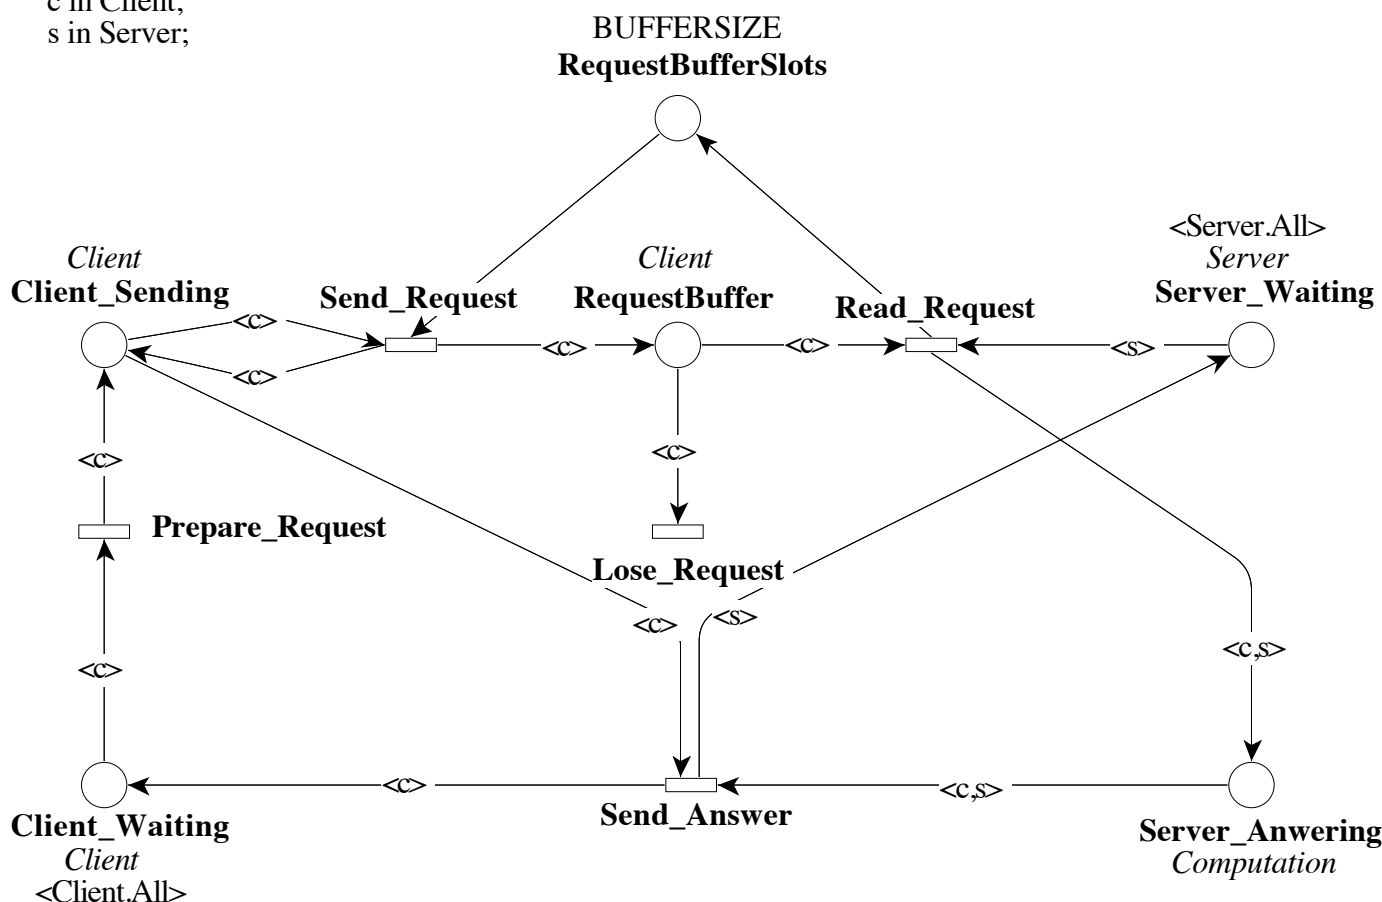 c in Client;
s in Server;
BUFFERSIZE
RequestBufferSlots
<Server.All>
Server
Server_Waiting
Client
Client_Sending
Send_Request
Client
RequestBuffer
Read_Request
<c>
<c>
<c>
<c>
<s>
<c>
<c>
Prepare_Request
Lose_Request
<c>
<s>
<c,s>
<c>
<c>
<c,s>
Client_Waiting
Client
<Client.All>
Send_Answer
Server_Anwering
Computation